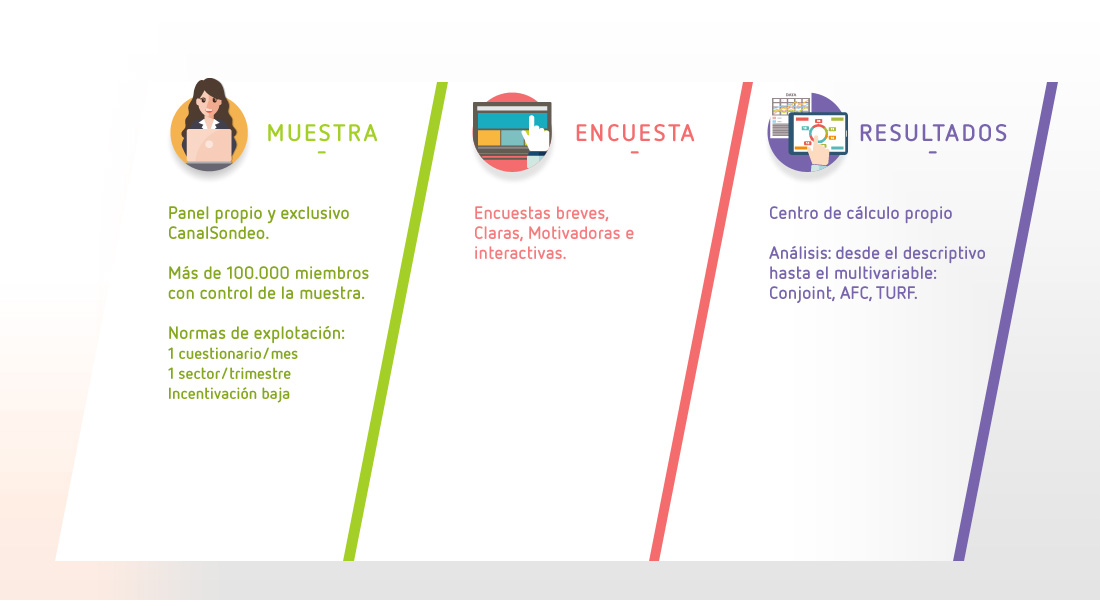 MUESTRA
Panel propio y exclusivo
CanalSondeo.
Más de 100.000 miembros
con control de la muestra.
Normas de explotación:
1 cuestionario/mes
1 sector/trimestre
Incentivación baja
ENCUESTA
Encuestas breves,
Claras, Motivadoras e
interactivas.
DATA
RESULTADOS
Centro de cálculo propio
Análisis: desde el descriptivo
hasta el multivariable:
Conjoint, AFC, TURF.